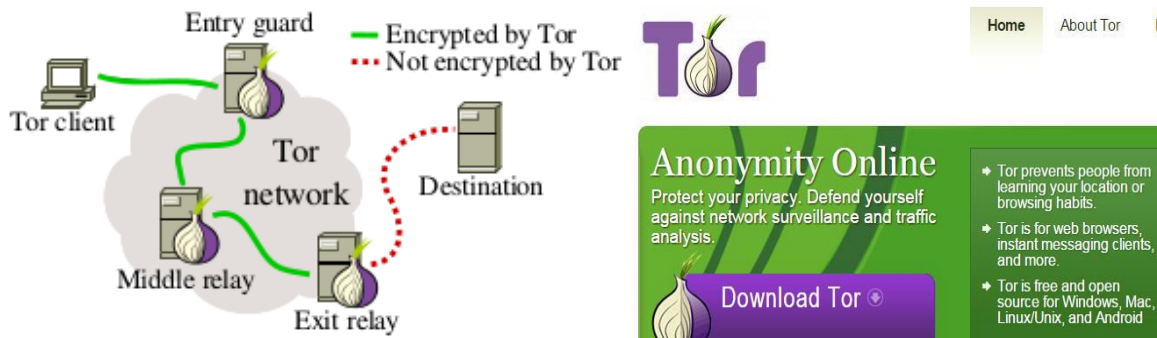 Entry guard
Encrypted by Tor
Not encrypted by Tor
Tor client
Tor
network
Destination
Middle relay
Exit relay
Tor
Home
About Tor
Anonymity Online
Protect your privacy. Defend yourself
against network surveillance and traffic
analysis.
Download Tor
Tor prevents people from
learning your location or
browsing habits.
Tor is for web browsers,
instant messaging clients,
and more.
Tor is free and open
source for Windows, Mac,
Linux/Unix, and Android